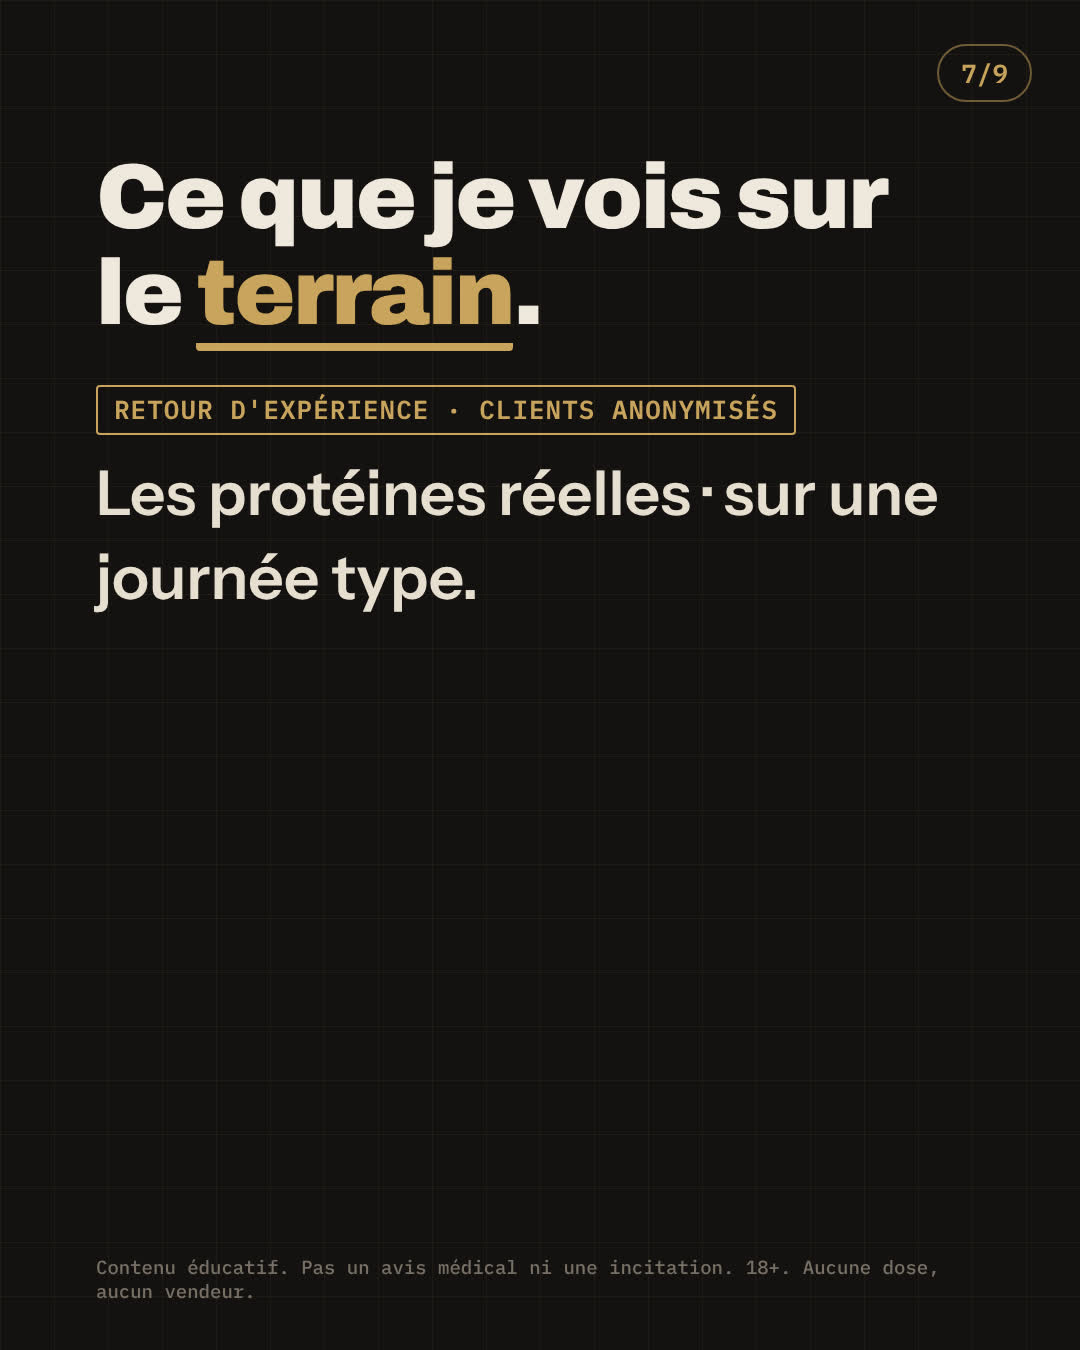 7/9
Ce que je vois sur
le terrain.
RETOUR D'EXPÉRIENCE · CLIENTS ANONYMISÉS
Les protéines réelles · sur une
journée type.
Contenu éducatif. Pas un avis médical ni une incitation. 18+. Aucune dose,
aucun vendeur.